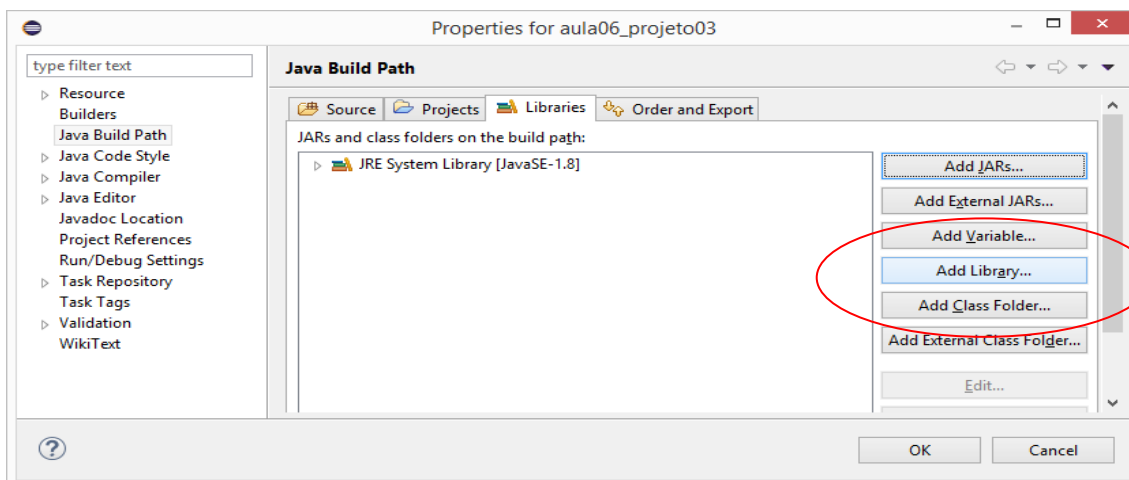 Properties for aula06_projeto03
type filter text
Resource
Builders
Java Build Path
Java Code Style
Java Compiler
Java Editor
Javadoc Location
Project References
Run/Debug Settings
Task Repository
Task Tags
Validation
WikiText
Java Build Path
Source Projects Libraries Order and Export
JARs and class folders on the build path:
JRE System Library [JavaSE-1.8]
Add JARs...
Add External JARs...
Add Variable...
Add Library...
Add Class Folder...
Add External Class Folder...
Edit...
OK Cancel